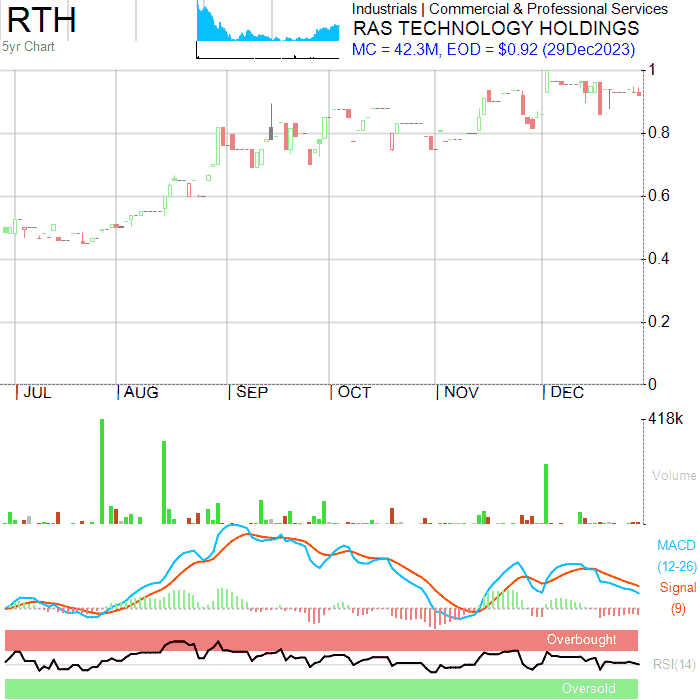 RTH
5yr Chart
Industrials | Commercial & Professional Services
RAS TECHNOLOGY HOLDINGS
MC = 42.3M, EOD = $0.92 (29Dec2023)
1
0.8
0.6
0.4
0.2
0
JUL AUG SEP OCT NOV DEC
418k
Volume
MACD
(12-26)
Signal
(9)
Overbought
RSI(14)
Oversold